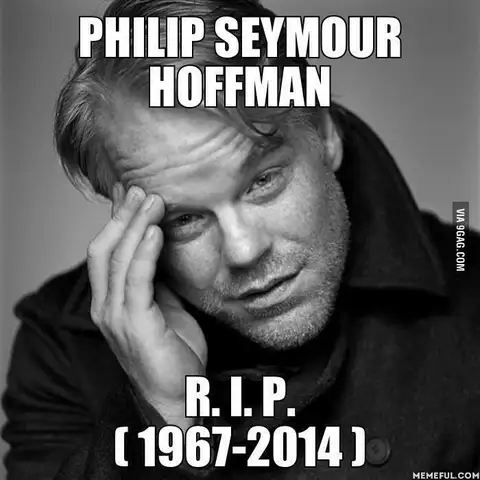 PHILIP SEYMOUR
HOFFMAN
VIA 9GAG.COM
R. I. P.
( 1967-2014 )
MEMEFUL.COM